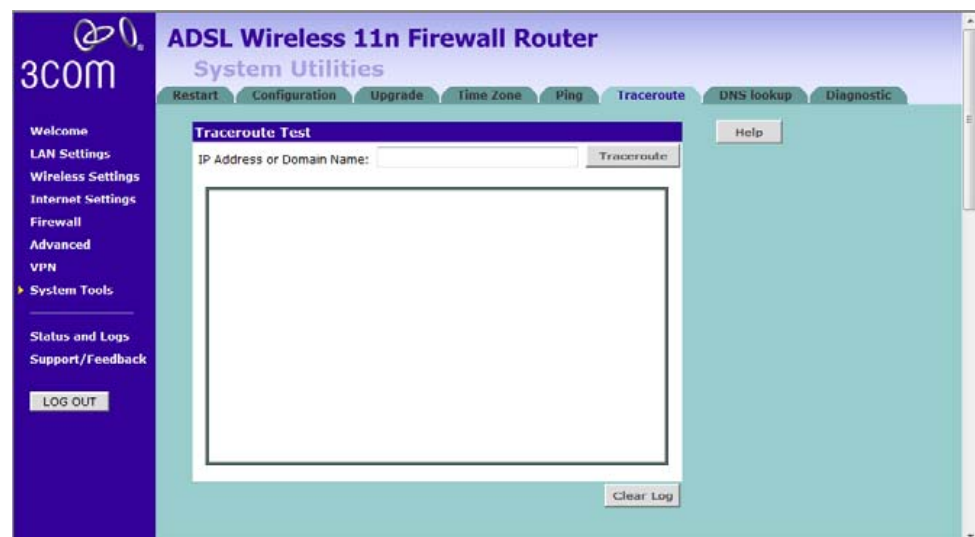 3COM
ADSL Wireless 11n Firewall Router
System Utilities
Restart Configuration Upgrade Time Zone Ping Traceroute DNS lookup Diagnostic
Welcome
LAN Settings
Wireless Settings
Internet Settings
Firewall
Advanced
VPN
System Tools
Status and Logs
Support/Feedback
LOG OUT
Traceroute Test
IP Address or Domain Name:
Traceroute
Help
Clear Log